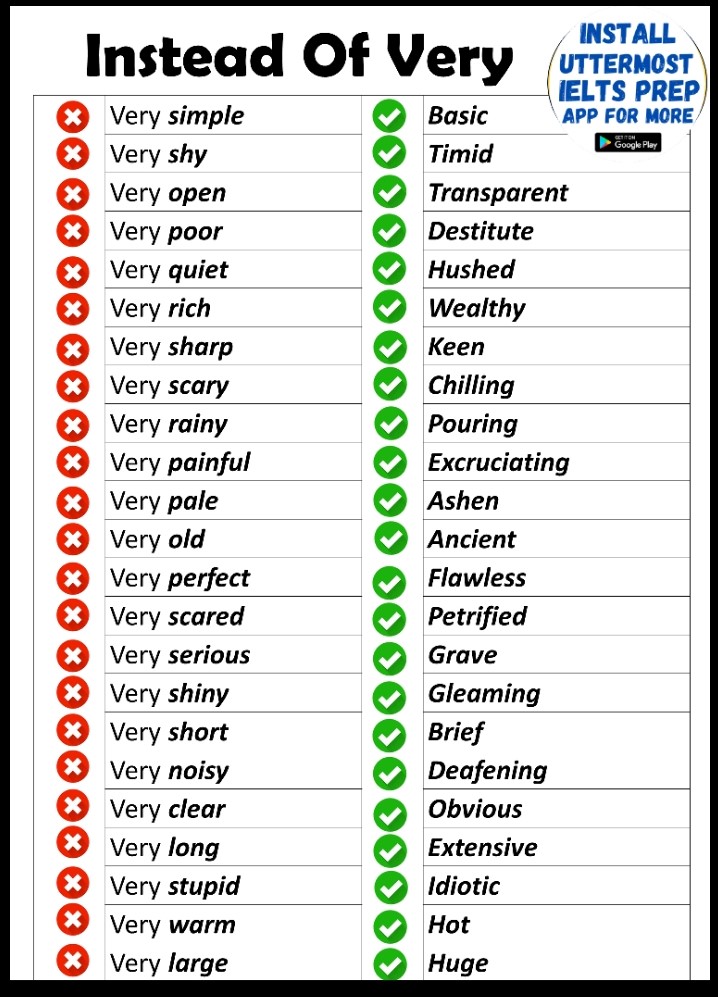 Instead Of Very
INSTALL
UTTERMOST
IELTS PREP
APP FOR MORE
GET IT ON
Google Play
Very simple Basic
Very shy Timid
Very open Transparent
Very poor Destitute
Very quiet Hushed
Very rich Wealthy
Very sharp Keen
Very scary Chilling
Very rainy Pouring
Very painful Excruciating
Very pale Ashen
Very old Ancient
Very perfect Flawless
Very scared Petrified
Very serious Grave
Very shiny Gleaming
Very short Brief
Very noisy Deafening
Very clear Obvious
Very long Extensive
Very stupid Idiotic
Very warm Hot
Very large Huge